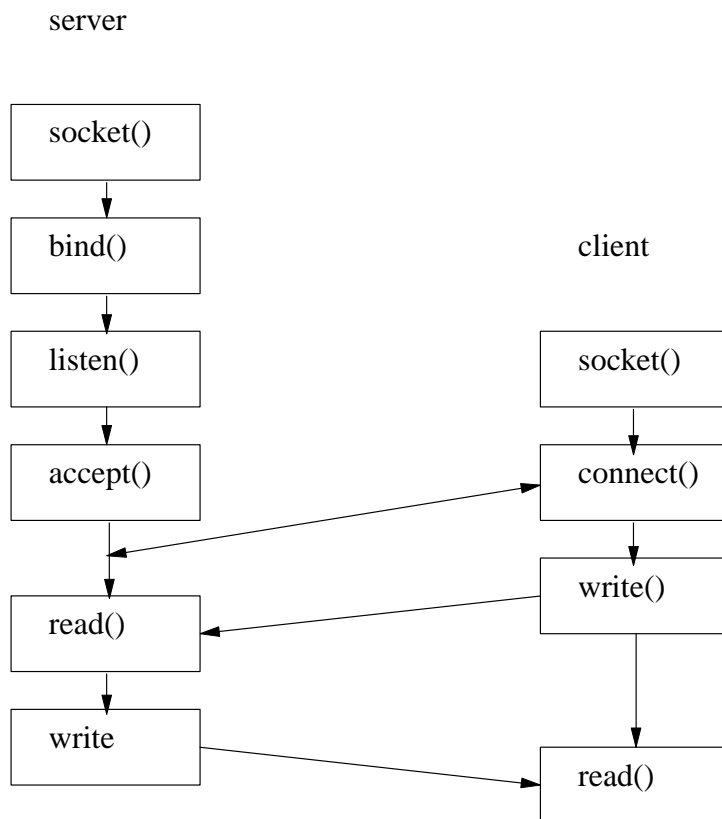 server
socket()
bind()
listen()
accept()
read()
write
client
socket()
connect()
write()
read()